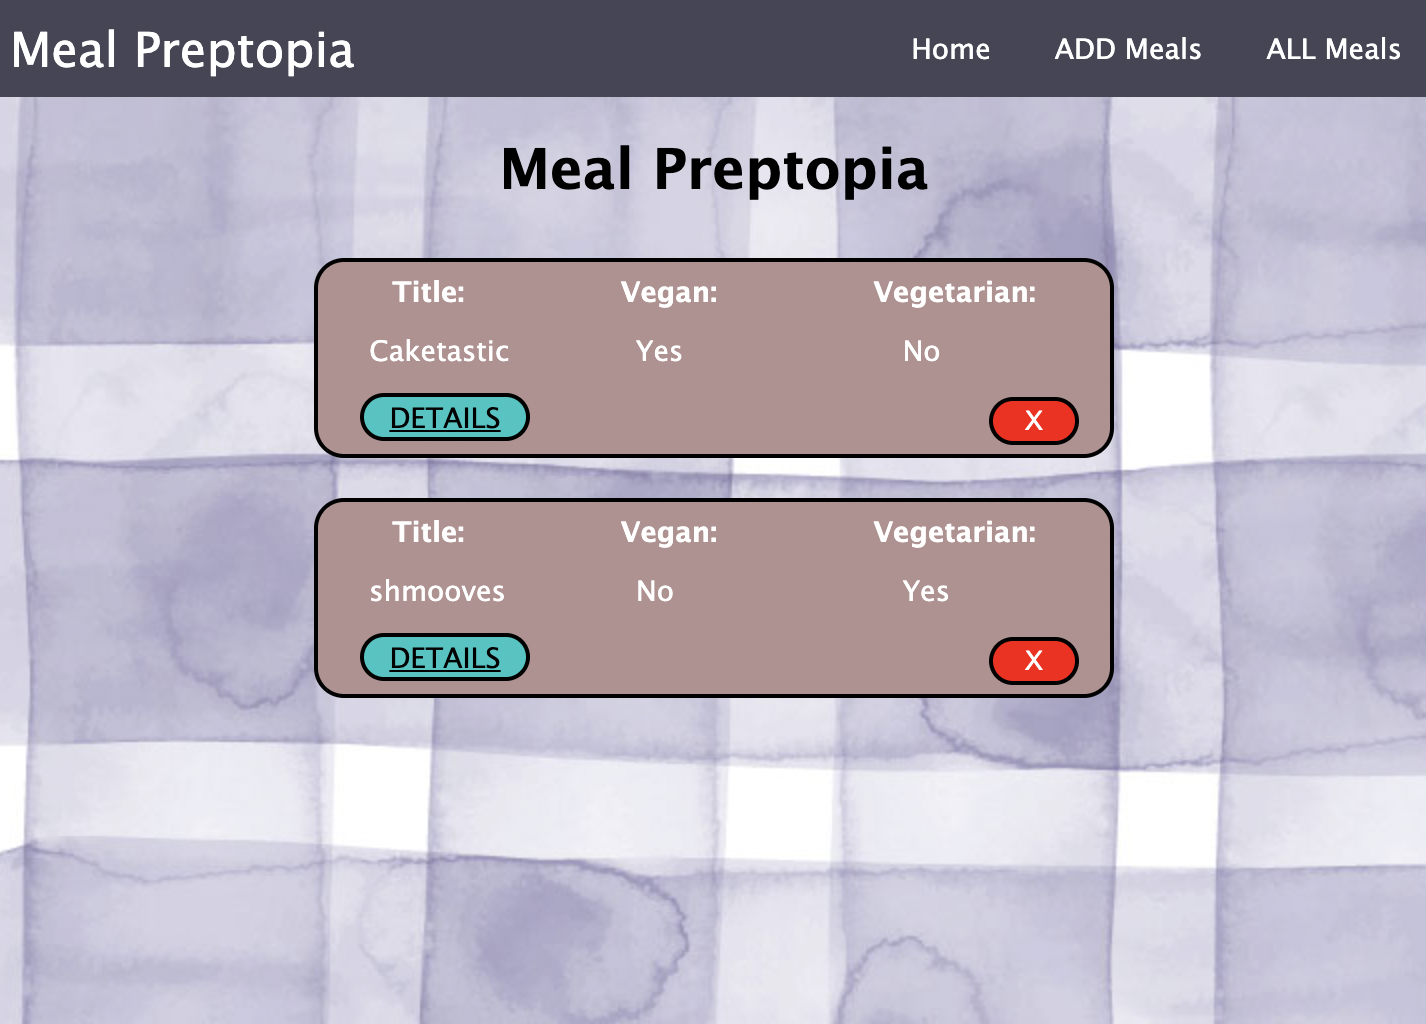 Meal Preptopia Home ADD Meals ALL Meals
Meal Preptopia
Title: Vegan: Vegetarian:
Caketastic Yes No
DETAILS X
Title: Vegan: Vegetarian:
shmooves No Yes
DETAILS X